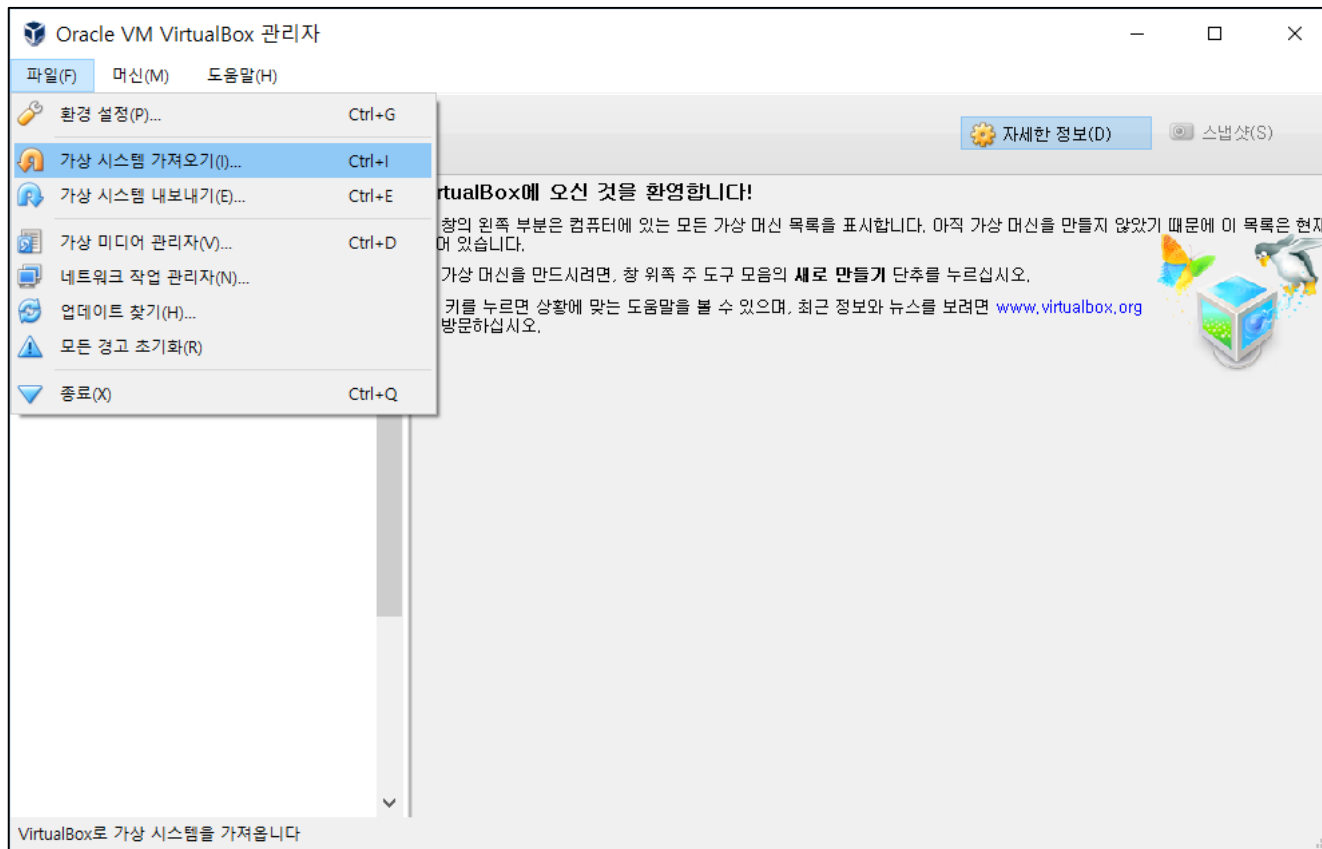 Oracle VM VirtualBox 관리자
파일(F) 머신(M) 도움말(H)
환경 설정(P)... Ctrl+G
가상 시스템 가져오기(I)... Ctrl+I
가상 시스템 내보내기(E)... Ctrl+E
가상 미디어 관리자(V)... Ctrl+D
네트워크 작업 관리자(N)...
업데이트 찾기(H)...
모든 경고 초기화(R)
종료(X) Ctrl+Q
자세한 정보(D) 스냅샷(S)
rtualBox에 오신 것을 환영합니다!
창의 왼쪽 부분은 컴퓨터에 있는 모든 가상 머신 목록을 표시합니다. 아직 가상 머신을 만들지 않았기 때문에 이 목록은 현재
어 있습니다.
가상 머신을 만드시려면, 창 위쪽 주 도구 모음의 새로 만들기 단추를 누르십시오.
키를 누르면 상황에 맞는 도움말을 볼 수 있으며, 최근 정보와 뉴스를 보려면 www.virtualbox.org
방문하십시오.
VirtualBox로 가상 시스템을 가져옵니다